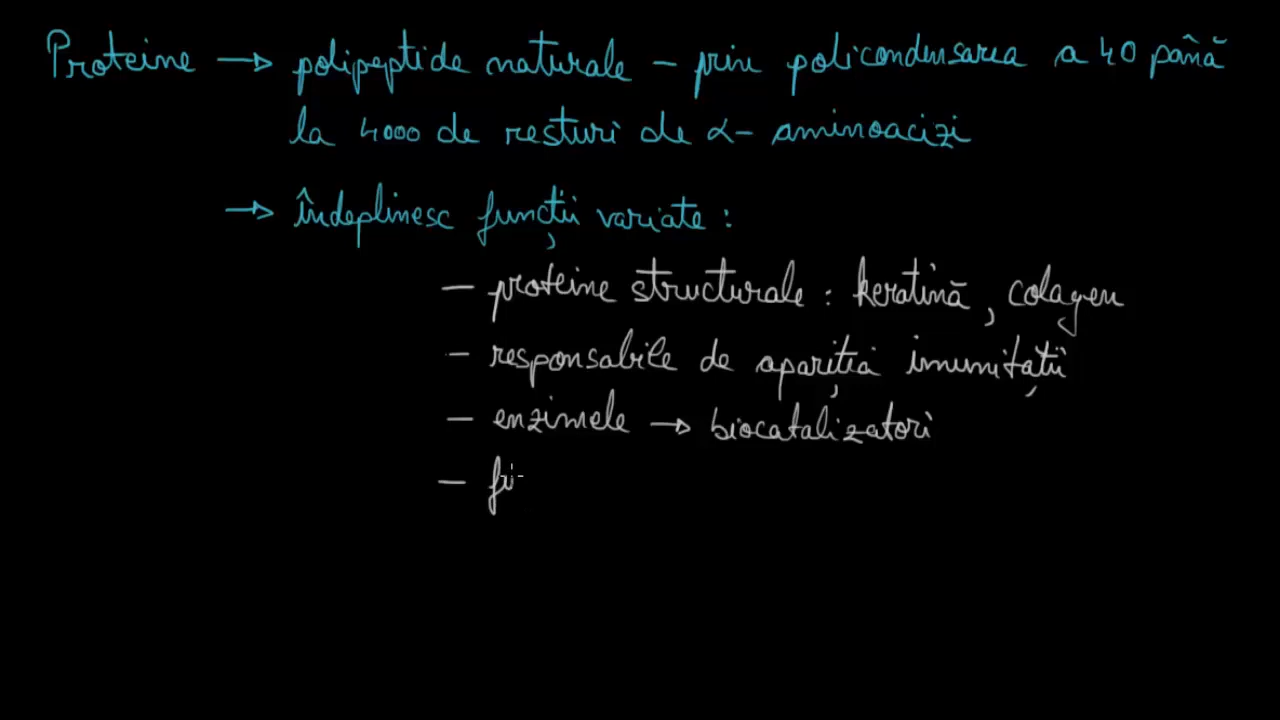 Proteine → polipeptide naturale - prin policondensarea a 40 până
la 4000 de resturi de α- aminoacizi
→ îndeplinesc funcții variate:
- proteine structurale: keratină, colagen
- responsabile de apariția imunității
- enzimele → biocatalizatori
-